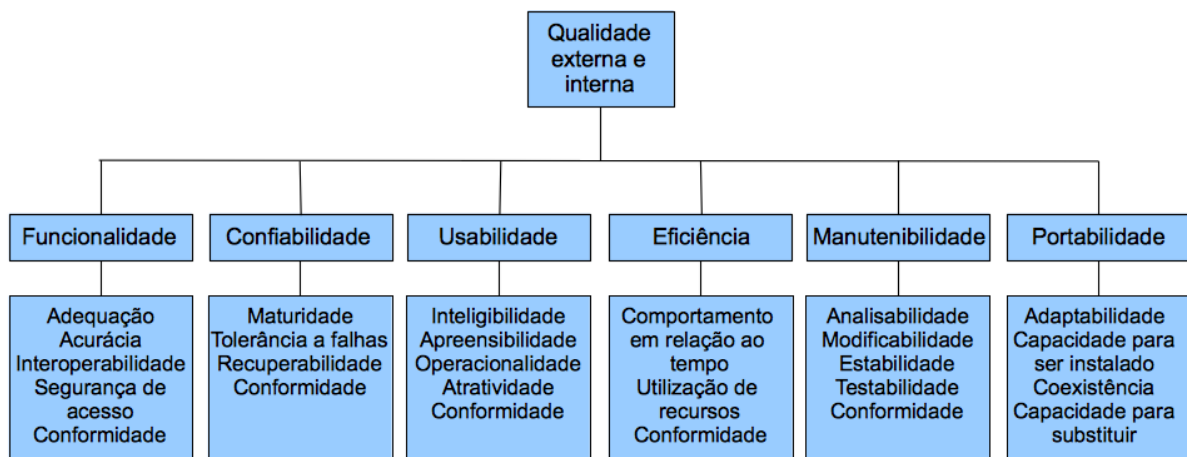 Qualidade
externa e
interna
Funcionalidade
Confiabilidade
Usabilidade
Eficiência
Manutenibilidade
Portabilidade
Adequação
Acurácia
Interoperabilidade
Segurança de
acesso
Conformidade
Maturidade
Tolerância a falhas
Recuperabilidade
Conformidade
Inteligibilidade
Apreensibilidade
Operacionalidade
Atratividade
Conformidade
Comportamento
em relação ao
tempo
Utilização de
recursos
Conformidade
Analisabilidade
Modificabilidade
Estabilidade
Testabilidade
Conformidade
Adaptabilidade
Capacidade para
ser instalado
Coexistência
Capacidade para
substituir